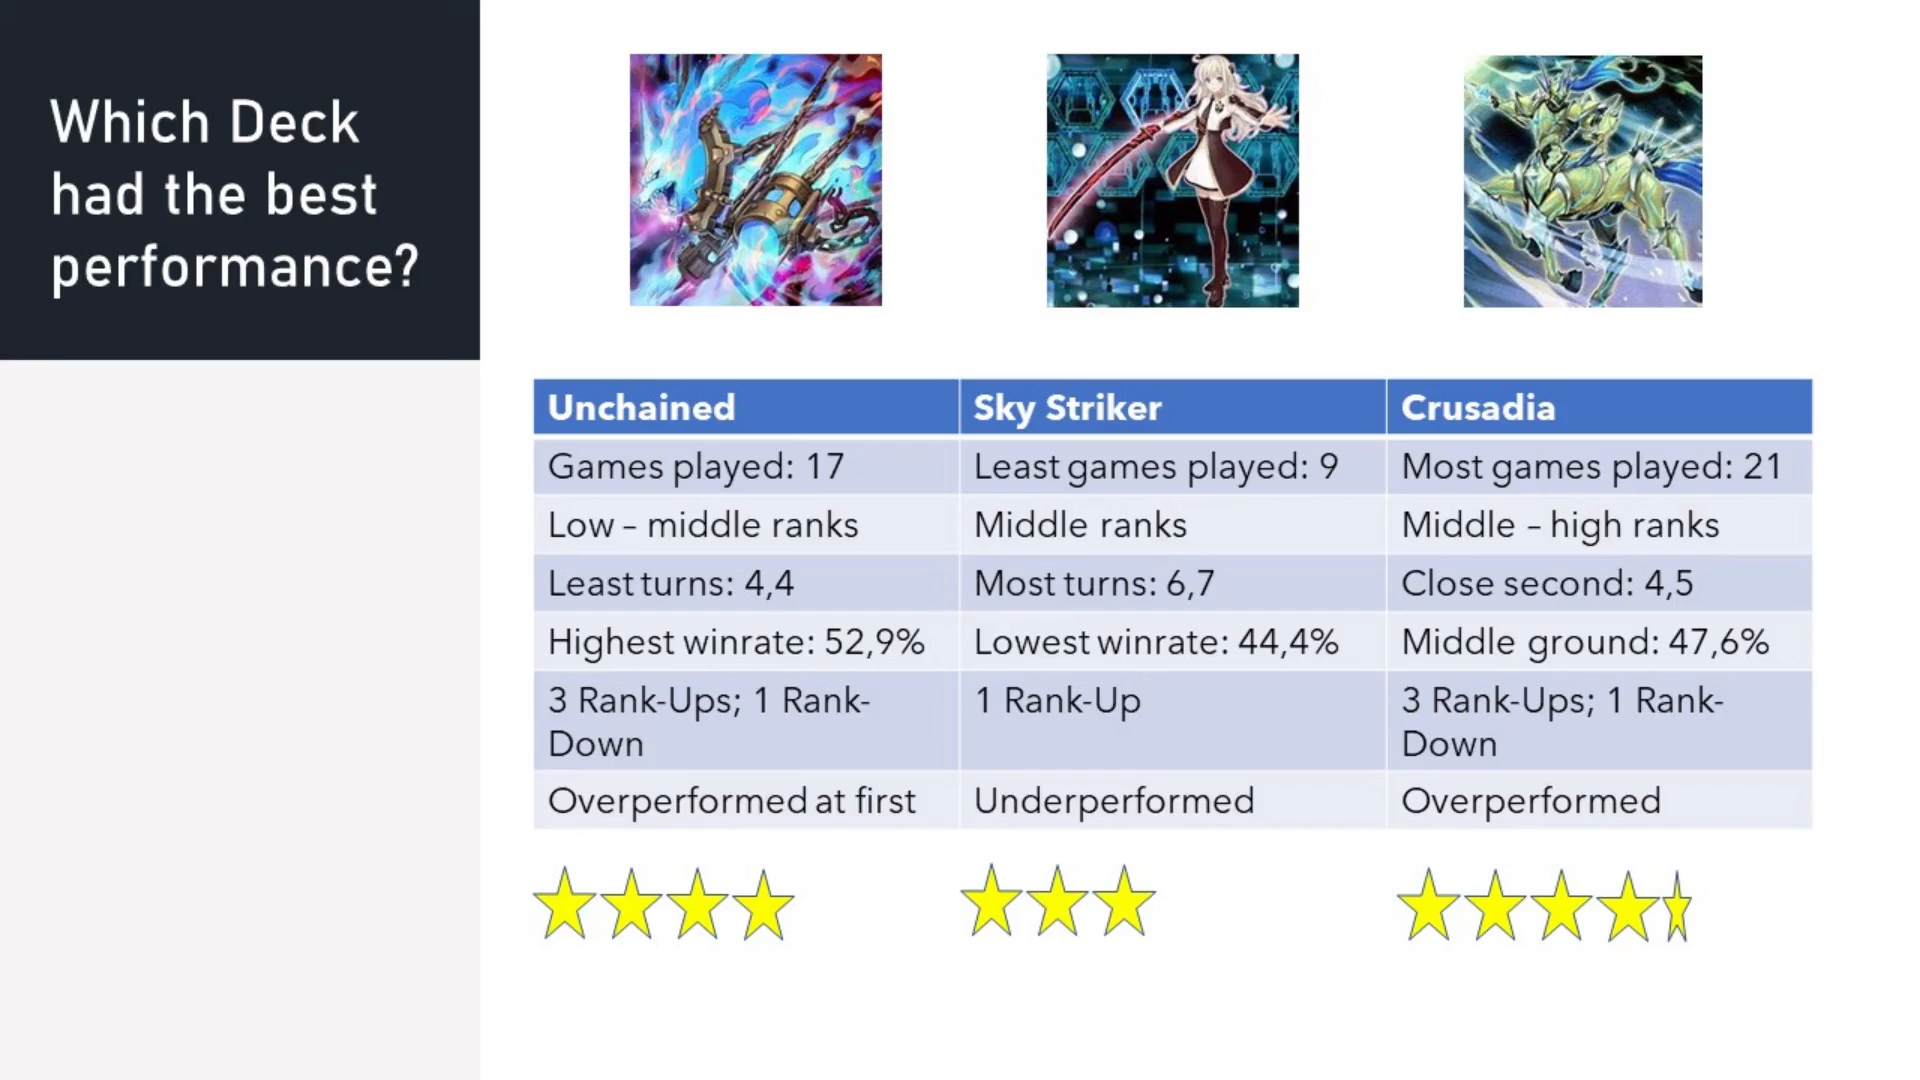 Which Deck
had the best
performance?
Unchained
Sky Striker
Crusadia
Games played: 17
Least games played: 9
Most games played: 21
Low – middle ranks
Middle ranks
Middle – high ranks
Least turns: 4,4
Most turns: 6,7
Close second: 4,5
Highest winrate: 52,9%
Lowest winrate: 44,4%
Middle ground: 47,6%
3 Rank-Ups; 1 Rank-
Down
1 Rank-Up
3 Rank-Ups; 1 Rank-
Down
Overperformed at first
Underperformed
Overperformed